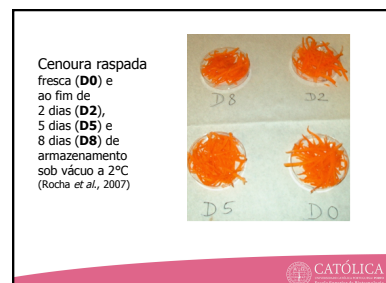 Cenoura raspada
fresca (D0) e
ao fim de
2 dias (D2),
5 dias (D5) e
8 dias (D8) de
armazenamento
sob vácuo a 2°C
(Rocha et al., 2007)
D8 D2
D5 D0
CATÓLICA